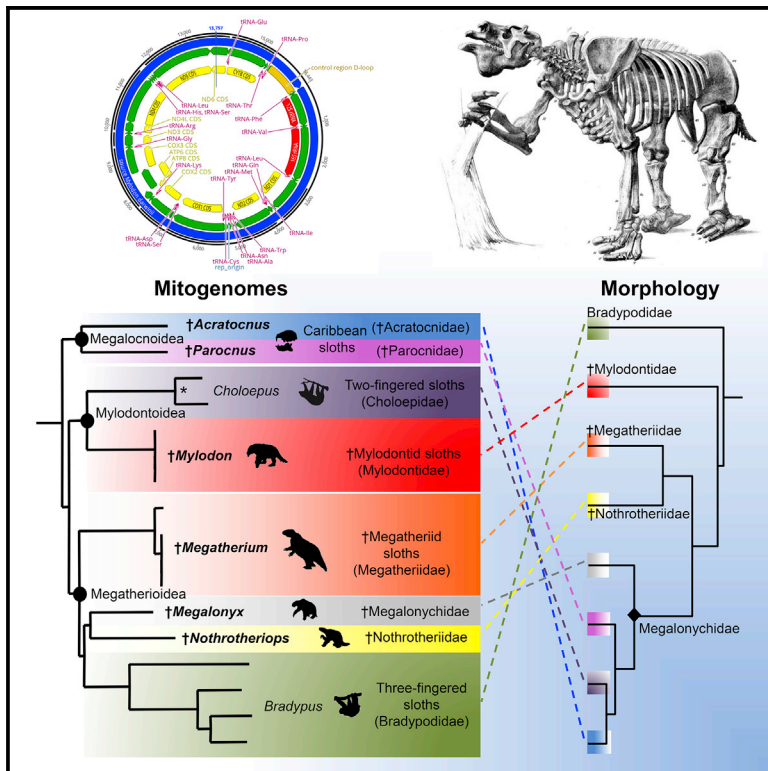 tRNA-Glu
tRNA-Pro
control region D-loop
CYTB CDS
ND6 CDS
tRNA-Thr
tRNA-Leu
tRNA-His, tRNA-Ser
ND4L CDS
tRNA-Arg
ND3 CDS
tRNA-Gly
COX3 CDS
ATP6 CDS
ATP8 CDS
tRNA-Lys
COX2 CDS
tRNA-Phe
tRNA-Val
tRNA-Leu
tRNA-Gln
tRNA-Met
tRNA-Tyr
tRNA-Ile
tRNA-Asp
tRNA-Ser
COX1 CDS
ND2 CDS
tRNA-Trp
tRNA-Cys
tRNA-Asn
rep_origin
tRNA-Ala
Mitogenomes
Morphology
†Acratocnus
Megalocnoidea
†Parocnus
Caribbean
sloths
(†Acratocnidae)
(†Parocnidae)
*
Choloepus
Two-fingered sloths
(Choloepidae)
Mylodontoidea
†Mylodon
†Mylodontid sloths
(Mylodontidae)
†Megatherium
†Megatheriid
sloths
(Megatheriidae)
Megatherioidea
†Megalonyx
†Megalonychidae
†Nothrotheriops
†Nothrotheriidae
Bradypus
Three-fingered
sloths
(Bradypodidae)
Bradypodidae
†Mylodontidae
†Megatheriidae
†Nothrotheriidae
Megalonychidae